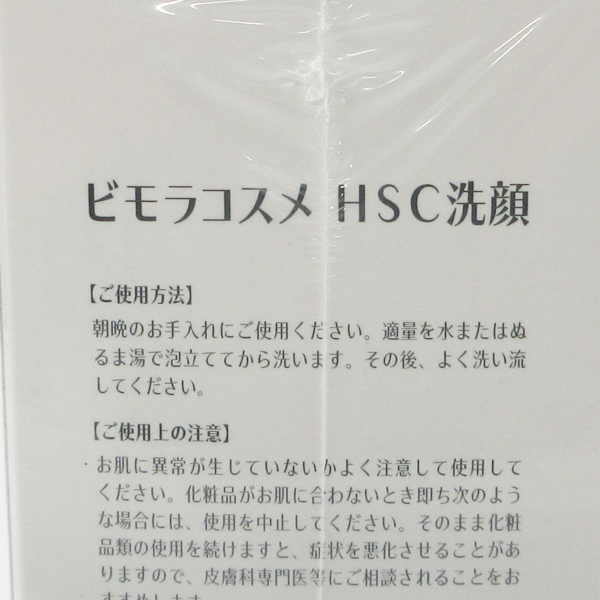 ビモラコスメ HSC洗顔
【ご使用方法】
朝晩のお手入れにご使用ください。適量を水またはぬ
るま湯で泡立ててから洗います。その後、よく洗い流
してください。
【ご使用上の注意】
・お肌に異常が生じていないかよく注意して使用して
ください。化粧品がお肌に合わないとき即ち次のよう
な場合には、使用を中止してください。そのまま化粧
品類の使用を続けますと、症状を悪化させることがあ
りますので、皮膚科専門医等にご相談されることをお
すすめします。